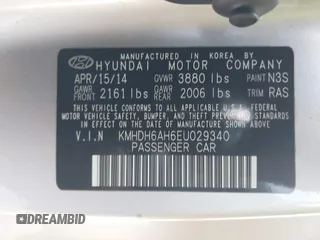 MANUFACTURED IN KOREA BY
HYUNDAI MOTOR COMPANY
APR/15/14 GVWR 3880 lbs PAINT N3S
GAWR FRONT 2161 lbs GAWR REAR 2006 lbs TRIM RAS
THIS VEHICLE CONFORMS TO ALL APPLICABLE
FEDERAL MOTOR VEHICLE SAFETY, BUMPER, AND
THEFT PREVENTION STANDARDS IN EFFECT ON
THE DATE OF MANUFACTURE SHOWN ABOVE.
V.I.N KMHDH6AH6EU029340
PASSENGER CAR
DREAMBID